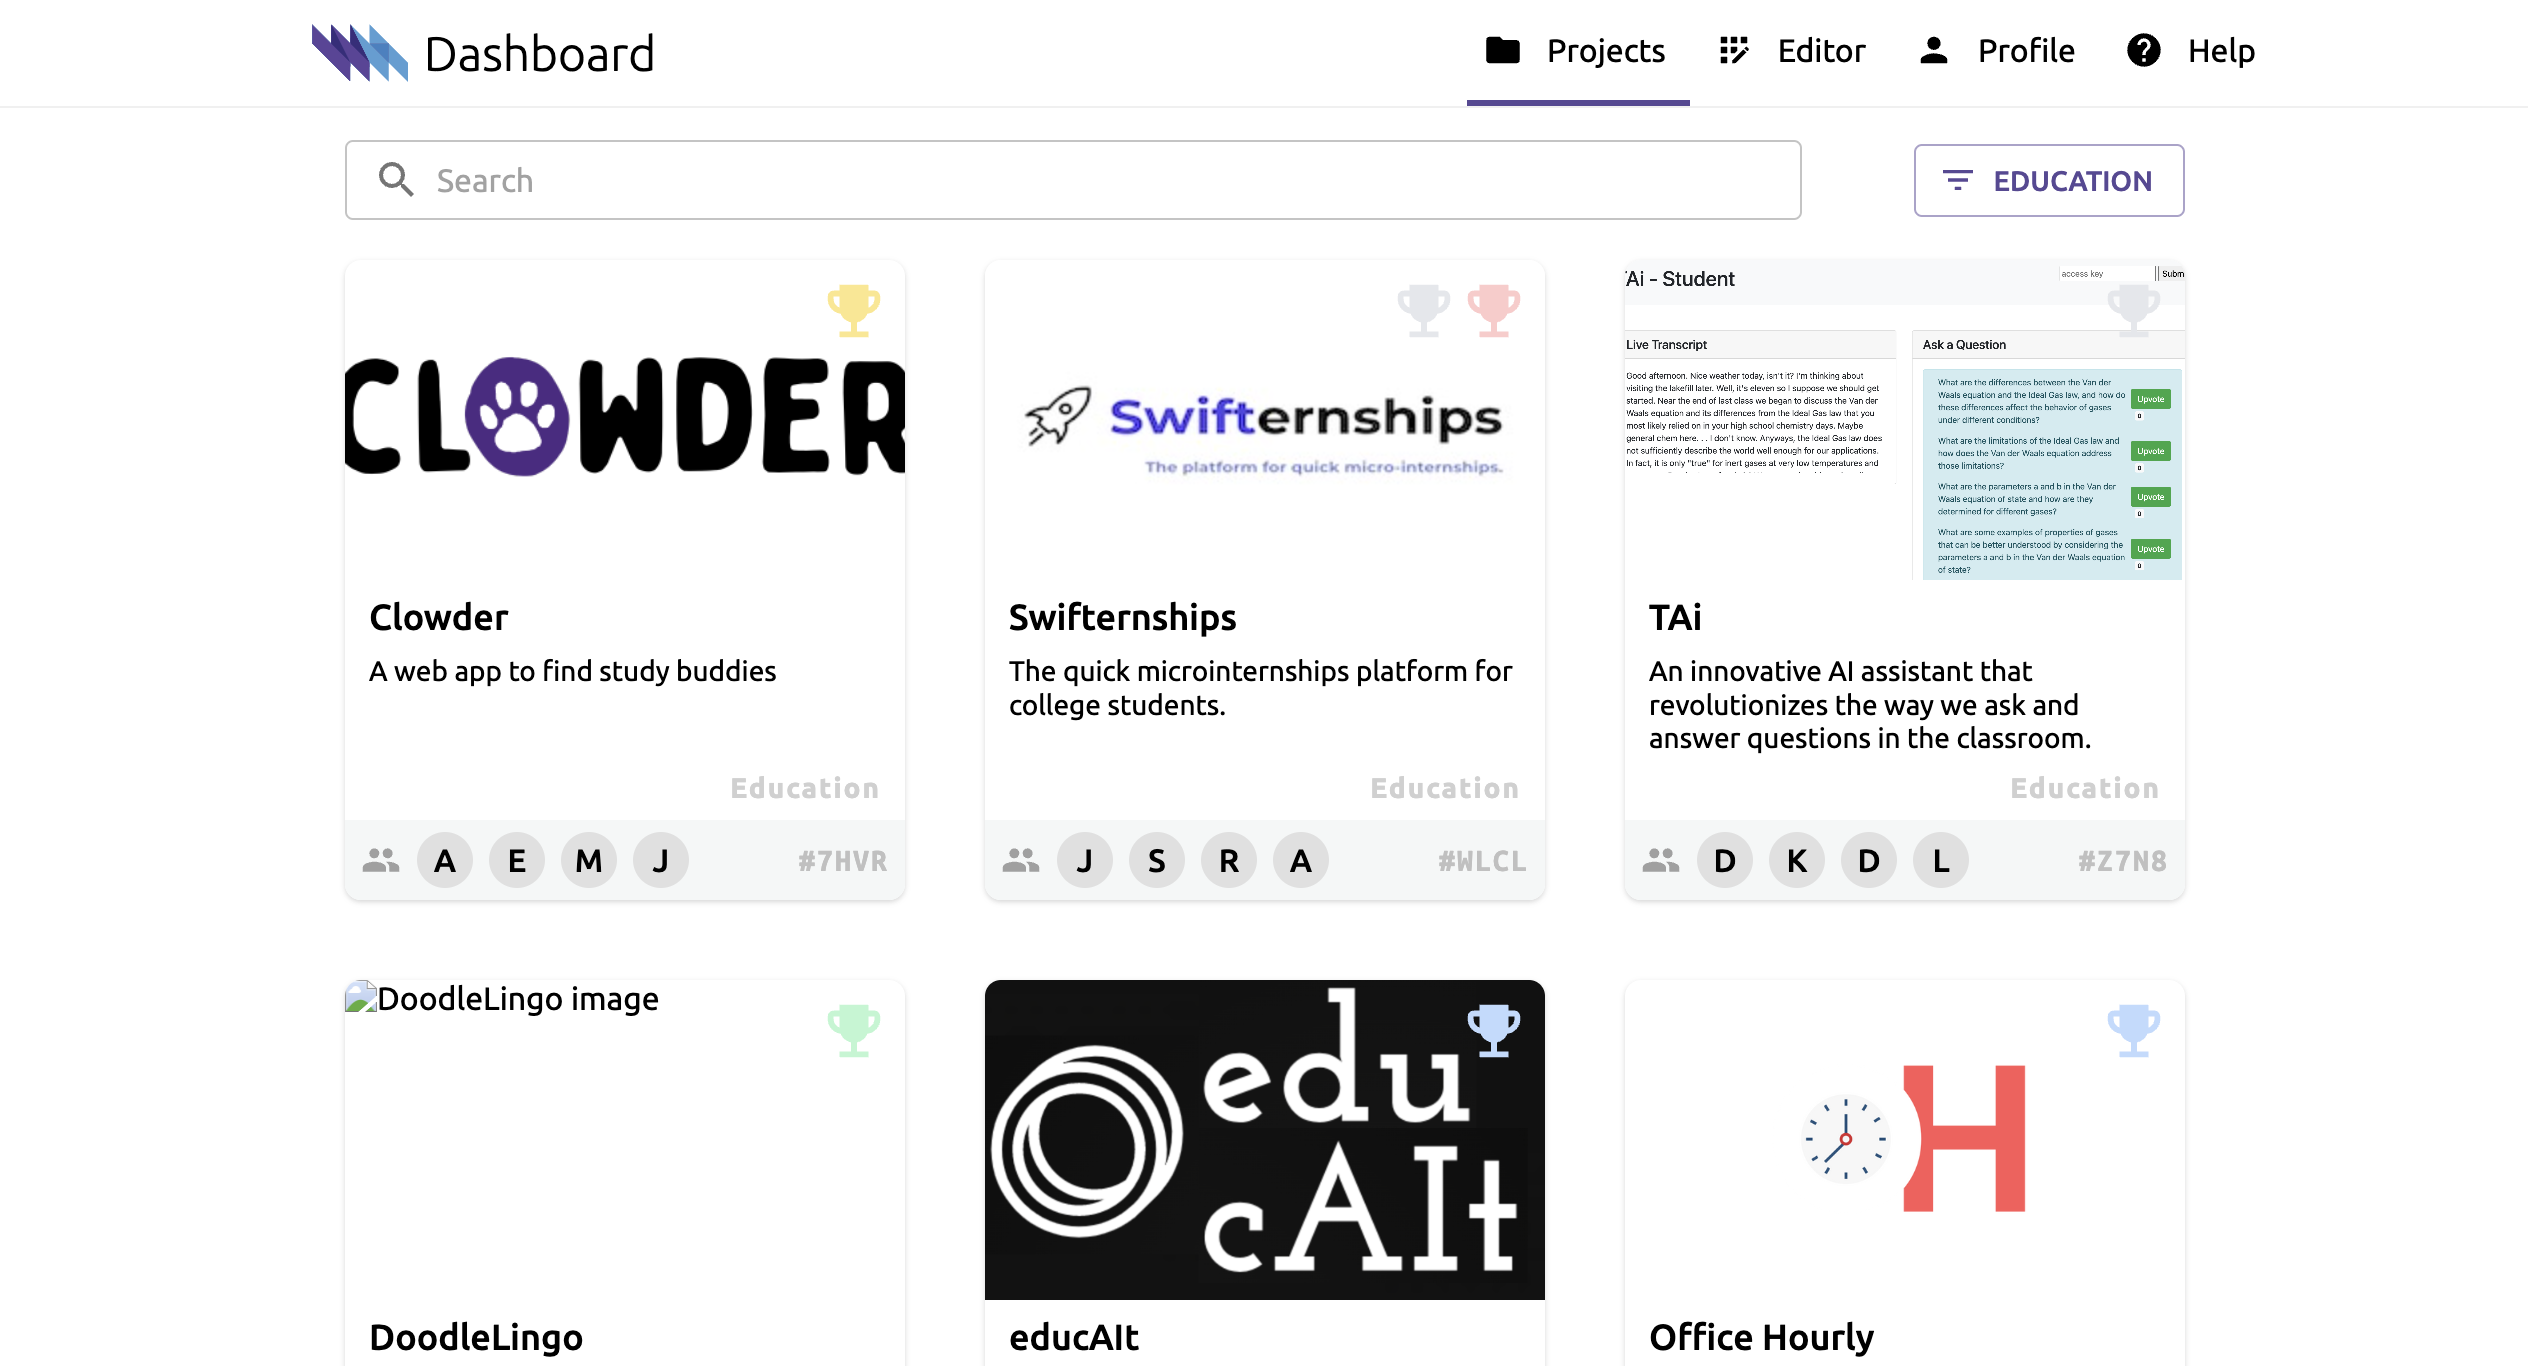 Dashboard
Projects
Editor
Profile
Help
Search
EDUCATION
CLOWDER
Clowder
A web app to find study buddies
Education
A E M J #7HVR
Swifternships
The platform for quick micro-internships.
Swifternships
The quick microinternships platform for
college students.
Education
J S R A #WLCL
Ai - Student
access key
Subm
Live Transcript
Good afternoon. Nice weather today, isn't it? I'm thinking about
visiting the lakefill later. Well, it's eleven so I suppose we should get
started. Near the end of last class we began to discuss the Van der
Waals equation and its differences from the Ideal Gas law that you
most likely relied on in your high school chemistry days. Maybe
general chem here. . . I don't know. Anyways, the Ideal Gas law does
not sufficiently describe the world well enough for our applications.
In fact, it is only "true" for inert gases at very low temperatures and
Ask a Question
What are the differences between the Van der
Waals equation and the Ideal Gas law, and how do
these differences affect the behavior of gases
under different conditions?
Upvote
0
What are the limitations of the Ideal Gas law and
how does the Van der Waals equation address
those limitations?
Upvote
0
What are the parameters a and b in the Van der
Waals equation of state and how are they
determined for different gases?
Upvote
0
What are some examples of properties of gases
that can be better understood by considering the
parameters a and b in the Van der Waals equation
of state?
Upvote
0
TAi
An innovative AI assistant that
revolutionizes the way we ask and
answer questions in the classroom.
Education
D K D L #Z7N8
DoodleLingo image
DoodleLingo
edu
cAIt
educAIt
H
Office Hourly